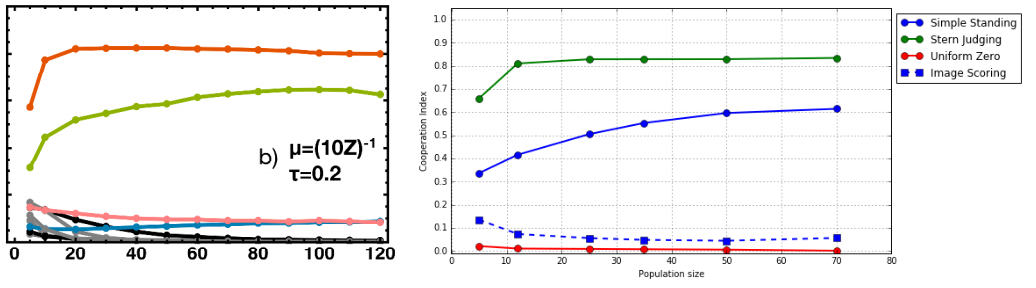 b) μ=(10Z)⁻¹
τ=0.2
0 20 40 60 80 100 120
1.0
0.9
0.8
0.7
0.6
0.5
0.4
0.3
0.2
0.1
0.0
Cooperation Index
0 10 20 30 40 50 60 70 80
Population size
Simple Standing
Stern Judging
Uniform Zero
Image Scoring